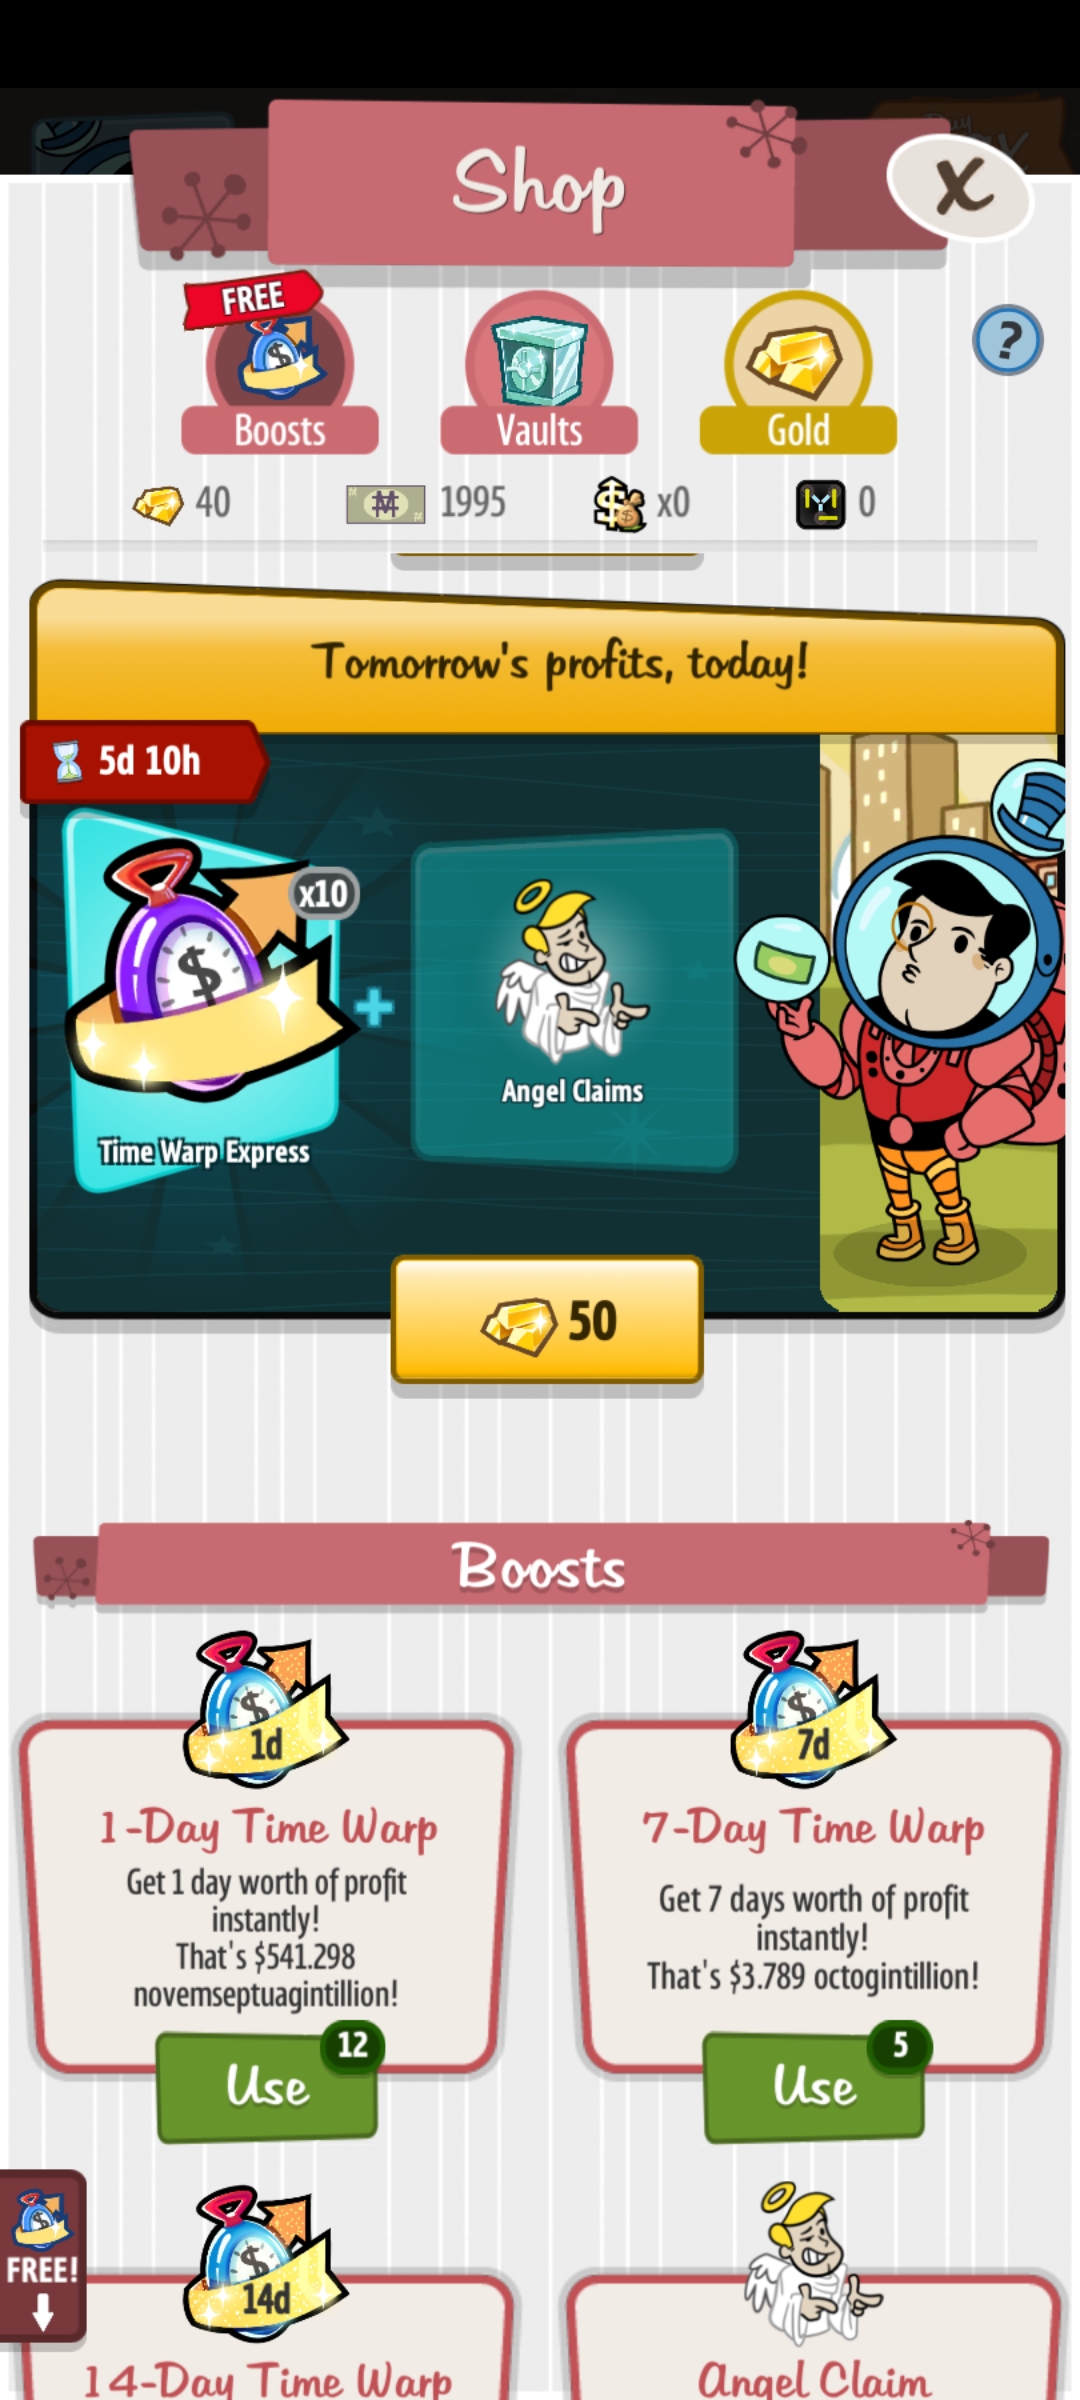 Shop
X
FREE
?
Boosts
Vaults
Gold
40
1995
x0
0
Tomorrow's profits, today!
5d 10h
x10
$
+
Time Warp Express
Angel Claims
50
Boosts
$
1d
$
7d
1-Day Time Warp
Get 1 day worth of profit
instantly!
That's $541.298
novemseptuagintillion!
12
Use
7-Day Time Warp
Get 7 days worth of profit
instantly!
That's $3.789 octogintillion!
5
Use
FREE!
$
14d
14-Day Time Warp
Angel Claim